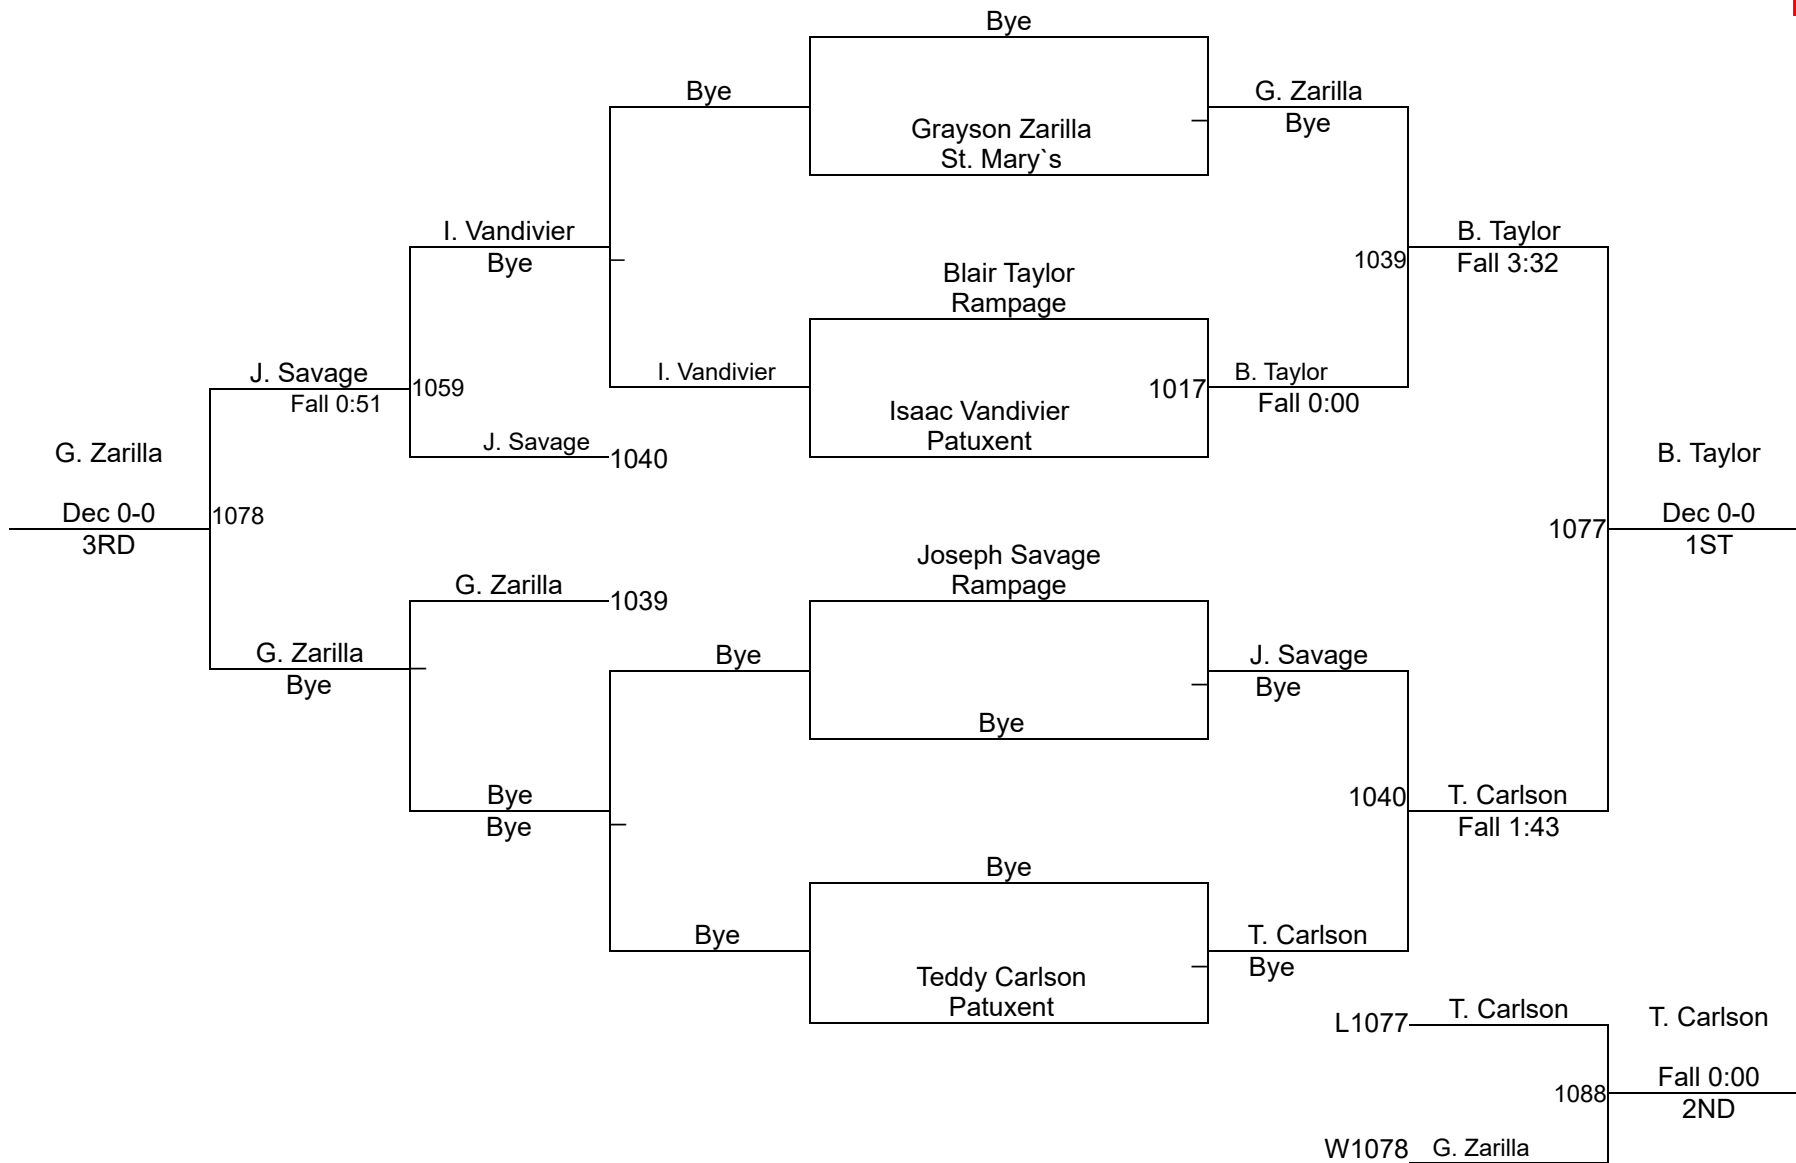 Bye
Bye
G. Zarilla
Bye
Grayson Zarilla
St. Mary`s
I. Vandivier
Bye
B. Taylor
Fall 3:32
1039
Blair Taylor
Rampage
J. Savage
Fall 0:51
1059
I. Vandivier
1017
B. Taylor
Fall 0:00
Isaac Vandivier
Patuxent
J. Savage
1040
G. Zarilla
B. Taylor
Dec 0-0
3RD
1078
1077
Dec 0-0
1ST
Joseph Savage
Rampage
G. Zarilla
1039
G. Zarilla
Bye
Bye
J. Savage
Bye
Bye
Bye
Bye
1040
T. Carlson
Fall 1:43
Bye
Bye
T. Carlson
Bye
Teddy Carlson
Patuxent
L1077
T. Carlson
T. Carlson
1088
Fall 0:00
2ND
W1078
G. Zarilla